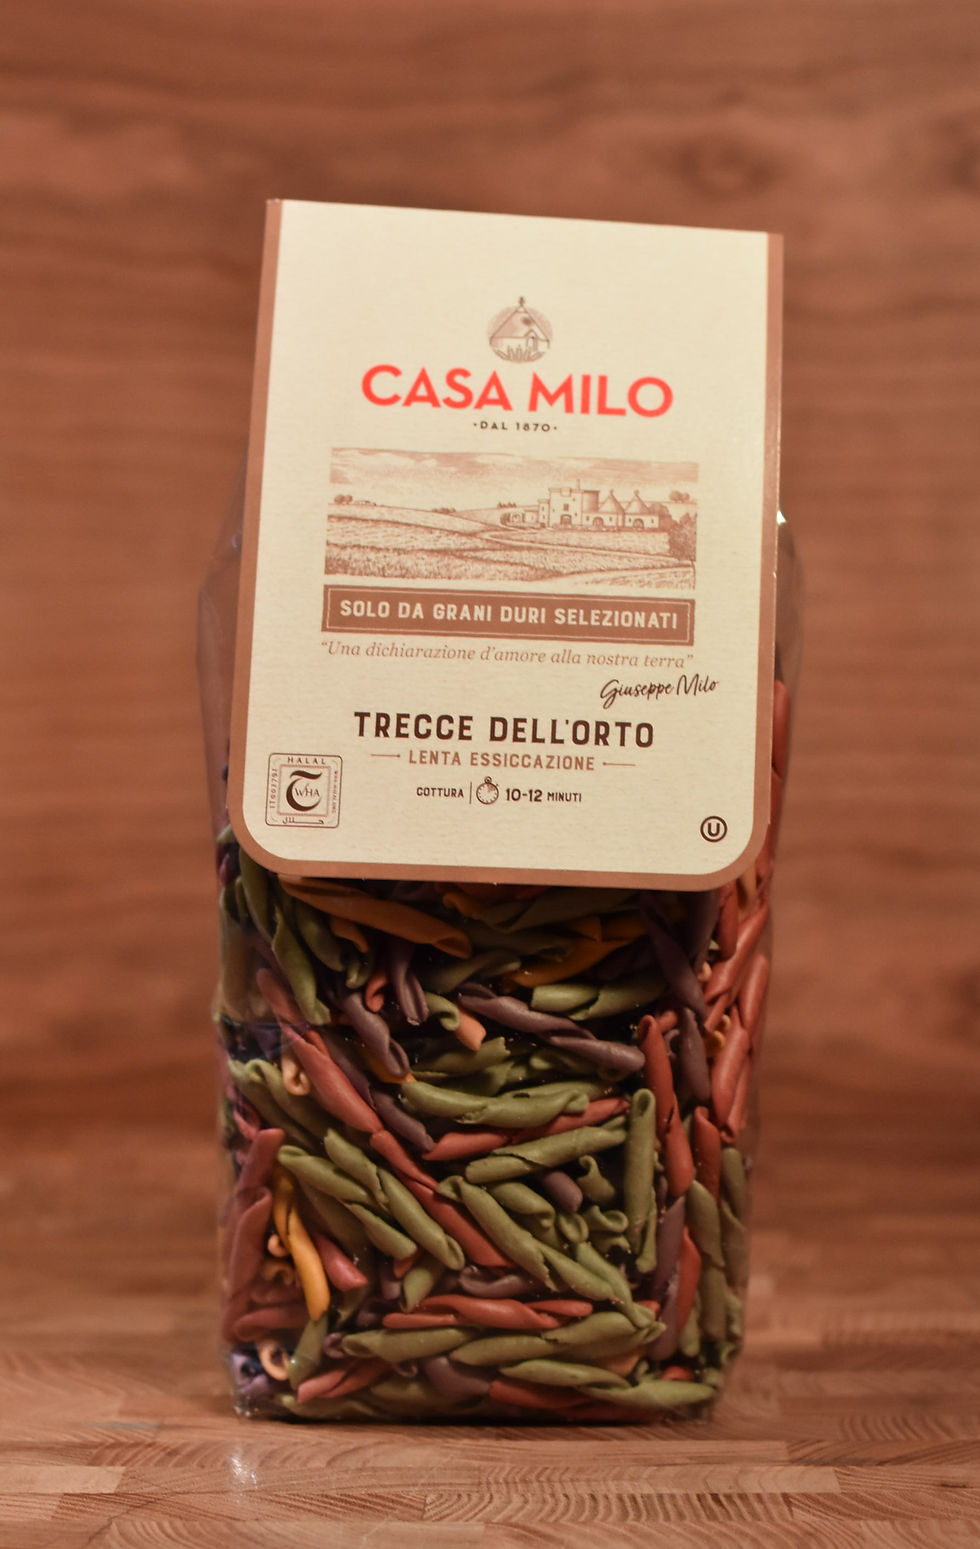 CASA MILO
·DAL 1870·
SOLO DA GRANI DURI SELEZIONATI
“Una dichiarazione d’amore alla nostra terra”
Giuseppe Milo
TRECCE DELL'ORTO
LENTA ESSICCAZIONE
COTTURA 10-12 MINUTI
HALAL
WHA
حلال
U